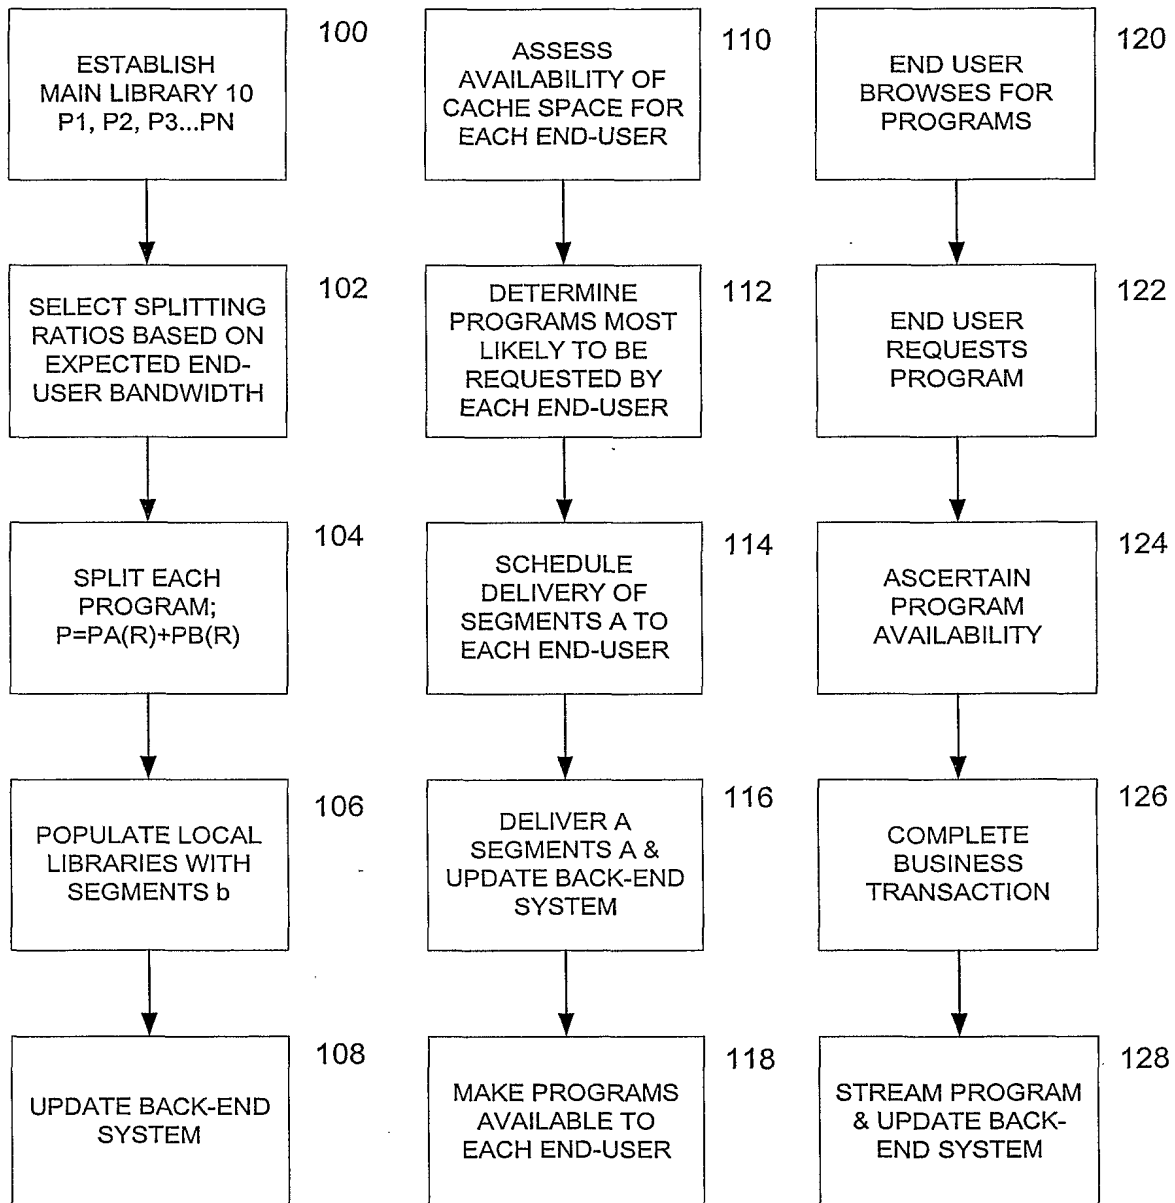 100
ESTABLISH
MAIN LIBRARY 10
P1, P2, P3...PN
102
SELECT SPLITTING
RATIOS BASED ON
EXPECTED END-
USER BANDWIDTH
104
SPLIT EACH
PROGRAM;
P=PA(R)+PB(R)
106
POPULATE LOCAL
LIBRARIES WITH
SEGMENTS b
108
UPDATE BACK-END
SYSTEM
110
ASSESS
AVAILABILITY OF
CACHE SPACE FOR
EACH END-USER
112
DETERMINE
PROGRAMS MOST
LIKELY TO BE
REQUESTED BY
EACH END-USER
114
SCHEDULE
DELIVERY OF
SEGMENTS A TO
EACH END-USER
116
DELIVER A
SEGMENTS A &
UPDATE BACK-END
SYSTEM
118
MAKE PROGRAMS
AVAILABLE TO
EACH END-USER
120
END USER
BROWSES FOR
PROGRAMS
122
END USER
REQUESTS
PROGRAM
124
ASCERTAIN
PROGRAM
AVAILABILITY
126
COMPLETE
BUSINESS
TRANSACTION
128
STREAM PROGRAM
& UPDATE BACK-
END SYSTEM